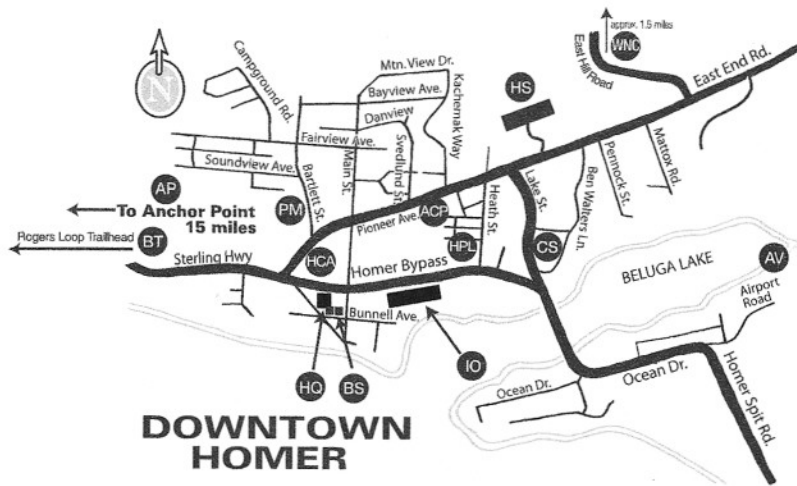 approx. 1.5 miles
WNC
East Hill Road
East End Rd.
N
Campground Rd.
Mtn. View Dr.
Bayview Ave.
Kachemak Way
HS
Danview
Fairview Ave.
Svedlund St.
Soundview Ave.
Main St.
Bartlett St.
Mattox Rd.
Pennock St.
Ben Walters Ln.
Lake St.
Heath St.
AP
To Anchor Point
15 miles
PM
Pioneer Ave.
ACP
Rogers Loop Trailhead
BT
Sterling Hwy
HCA
Homer Bypass
HPL
CS
BELUGA LAKE
AV
Airport
Road
Bunnell Ave.
HQ
BS
IO
Ocean Dr.
Ocean Dr.
Homer Spit Rd.
DOWNTOWN
HOMER